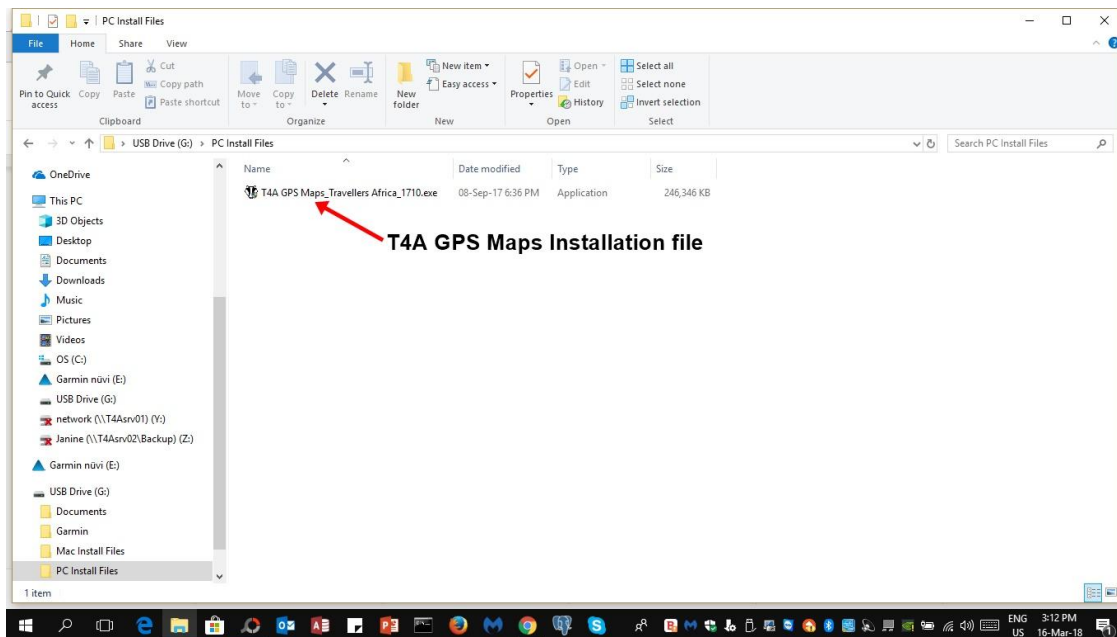 PC Install Files
File Home Share View
Pin to Quick access
Copy
Paste
Cut
Copy path
Paste shortcut
Clipboard
Move to
Copy to
Delete
Rename
Organize
New folder
New item
Easy access
New
Properties
Open
Edit
History
Open
Select all
Select none
Invert selection
Select
USB Drive (G:) › PC Install Files
Search PC Install Files
Name Date modified Type Size
T4A GPS Maps_Travellers Africa_1710.exe 08-Sep-17 6:36 PM Application 246,346 KB
T4A GPS Maps Installation file
OneDrive
This PC
3D Objects
Desktop
Documents
Downloads
Music
Pictures
Videos
OS (C:)
Garmin nüvi (E:)
USB Drive (G:)
network (\\T4Asrv01) (Y:)
Janine (\\T4Asrv02\Backup) (Z:)
Garmin nüvi (E:)
USB Drive (G:)
Documents
Garmin
Mac Install Files
PC Install Files
1 item
ENG 3:12 PM
US 16-Mar-18